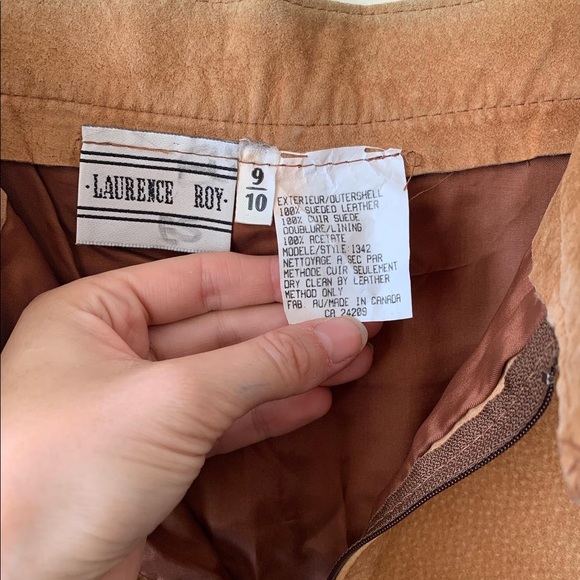 ·LAURENCE ROY·
9
10
EXTERIEUR/OUTERSHELL
100% SUEDED LEATHER
100% CUIR SUEDE
DOUBLURE/LINING
100% ACETATE
MODELE/STYLE 1342
NETTOYAGE A SEC PAR
METHODE CUIR SEULEMENT
DRY CLEAN BY LEATHER
METHOD ONLY
FAB. AU/MADE IN CANADA
CA 24209